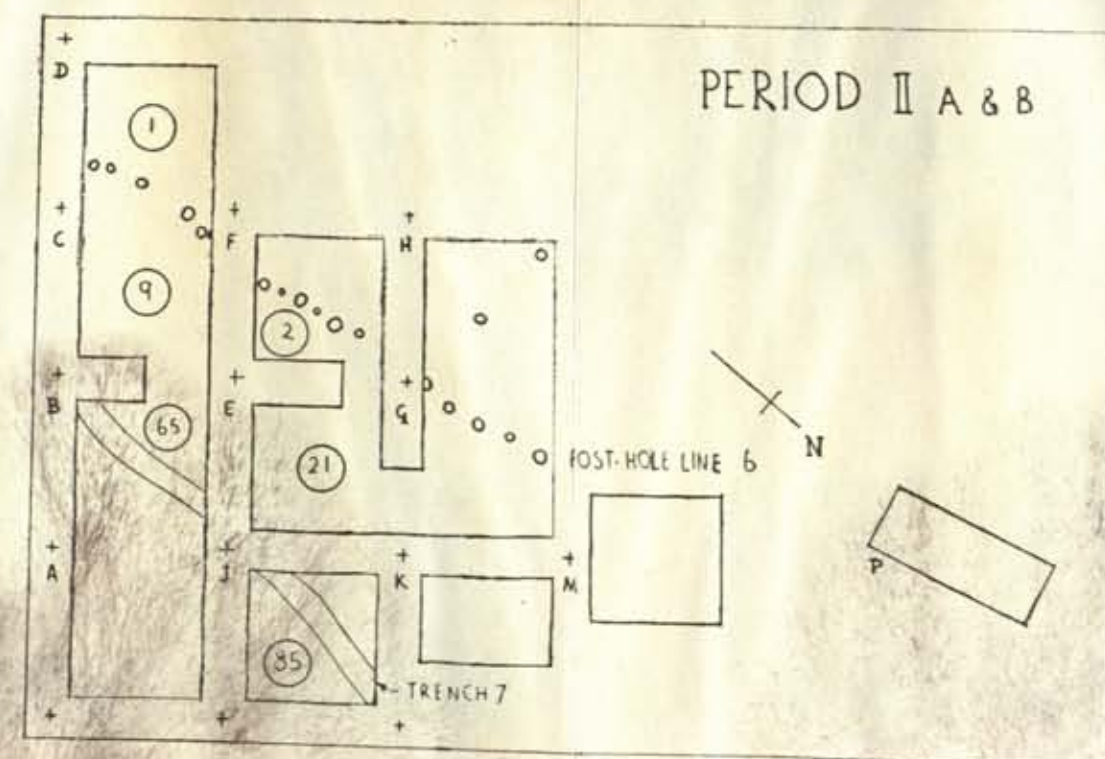 PERIOD II A & B
D
1
C
F
H
9
2
B
E
G
65
21
POST-HOLE LINE 6
N
A
J
K
M
P
85
TRENCH 7